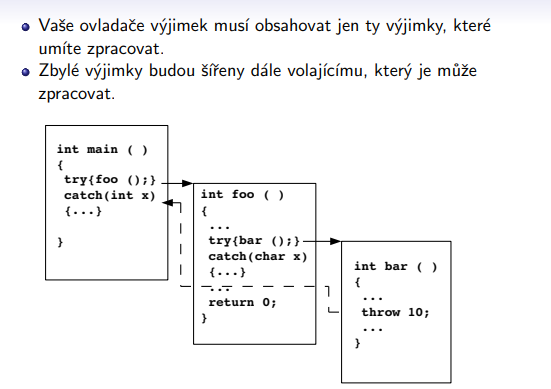 Vaše ovladače výjimek musí obsahovat jen ty výjimky, které
umíte zpracovat.
Zbylé výjimky budou šířeny dále volajícímu, který je může
zpracovat.
int main ( )
{
try{foo ();}
catch(int x)
{...}
}
int foo ( )
{
...
try{bar ();}
catch(char x)
{...}
...
return 0;
}
int bar ( )
{
...
throw 10;
...
}